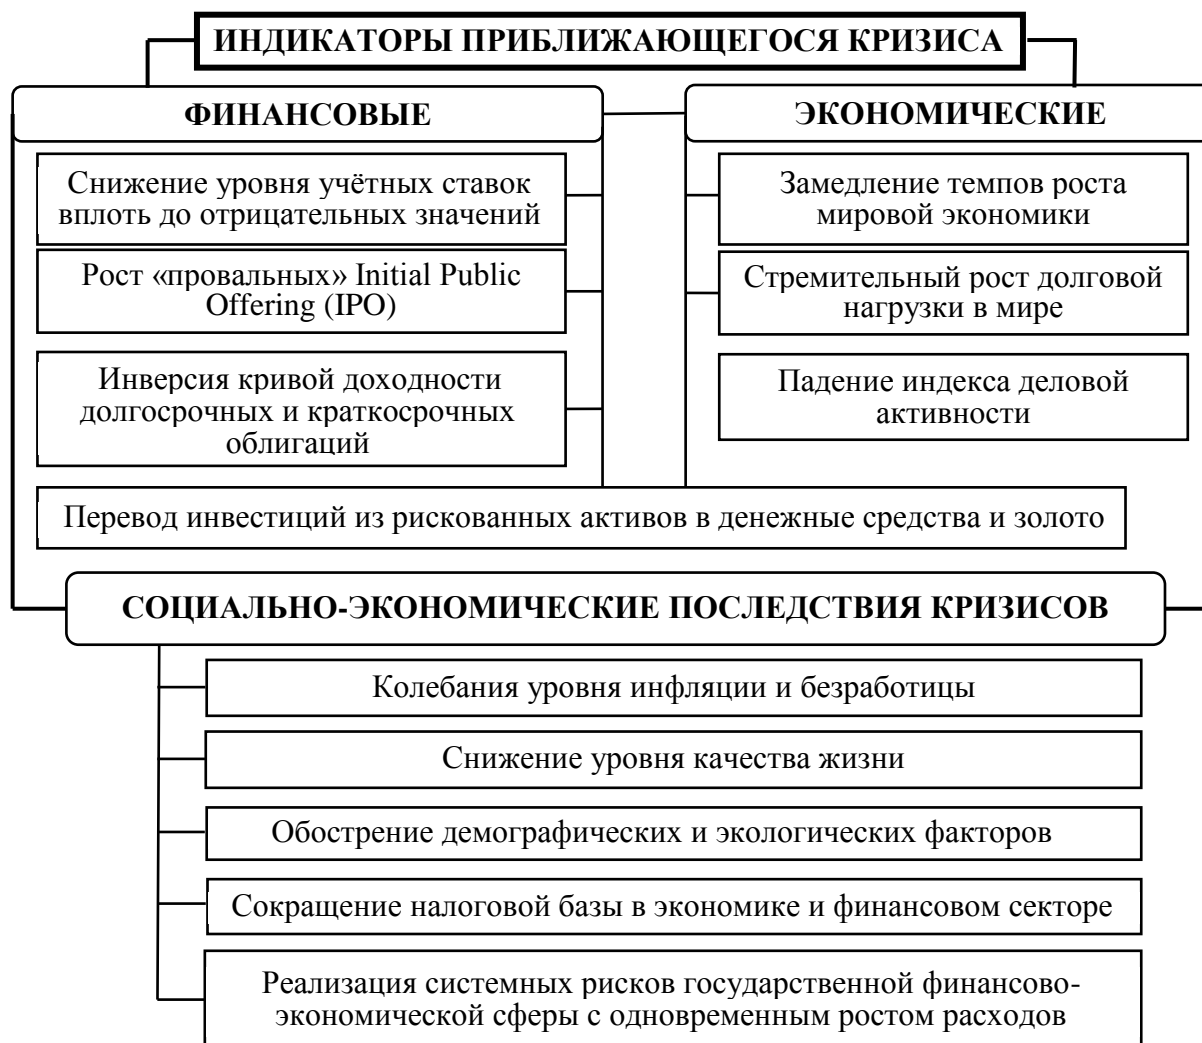 ИНДИКАТОРЫ ПРИБЛИЖАЮЩЕГОСЯ КРИЗИСА
ФИНАНСОВЫЕ
Снижение уровня учётных ставок
вплоть до отрицательных значений
Рост «провальных» Initial Public
Offering (IPO)
Инверсия кривой доходности
долгосрочных и краткосрочных
облигаций
ЭКОНОМИЧЕСКИЕ
Замедление темпов роста
мировой экономики
Стремительный рост долговой
нагрузки в мире
Падение индекса деловой
активности
Перевод инвестиций из рискованных активов в денежные средства и золото
СОЦИАЛЬНО-ЭКОНОМИЧЕСКИЕ ПОСЛЕДСТВИЯ КРИЗИСОВ
Колебания уровня инфляции и безработицы
Снижение уровня качества жизни
Обострение демографических и экологических факторов
Сокращение налоговой базы в экономике и финансовом секторе
Реализация системных рисков государственной финансово-
экономической сферы с одновременным ростом расходов